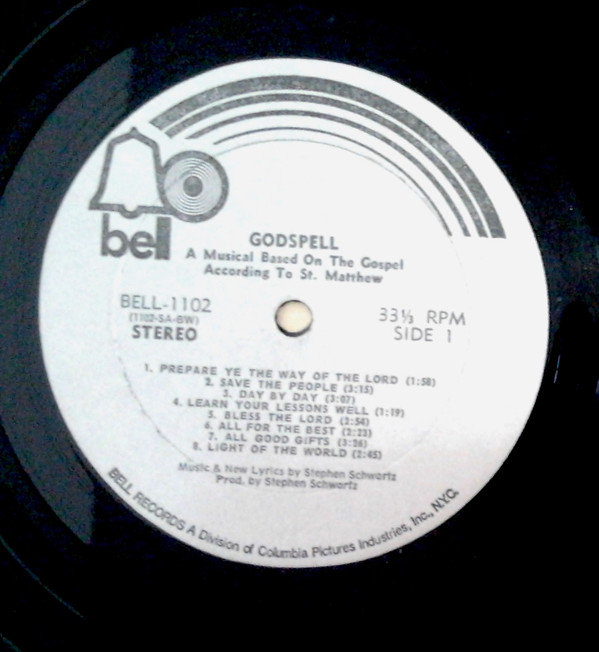 bell
GODSPELL
A Musical Based On The Gospel
According To St. Matthew
BELL-1102
(1102-SA-BW)
STEREO
33⅓ RPM
SIDE 1
1. PREPARE YE THE WAY OF THE LORD (1:58)
2. SAVE THE PEOPLE (3:15)
3. DAY BY DAY (3:07)
4. LEARN YOUR LESSONS WELL (1:19)
5. BLESS THE LORD (2:54)
6. ALL FOR THE BEST (2:22)
7. ALL GOOD GIFTS (3:26)
8. LIGHT OF THE WORLD (2:45)
Music & New Lyrics by Stephen Schwartz
Prod. by Stephen Schwartz
BELL RECORDS A Division of Columbia Pictures Industries, Inc., N.Y.C.